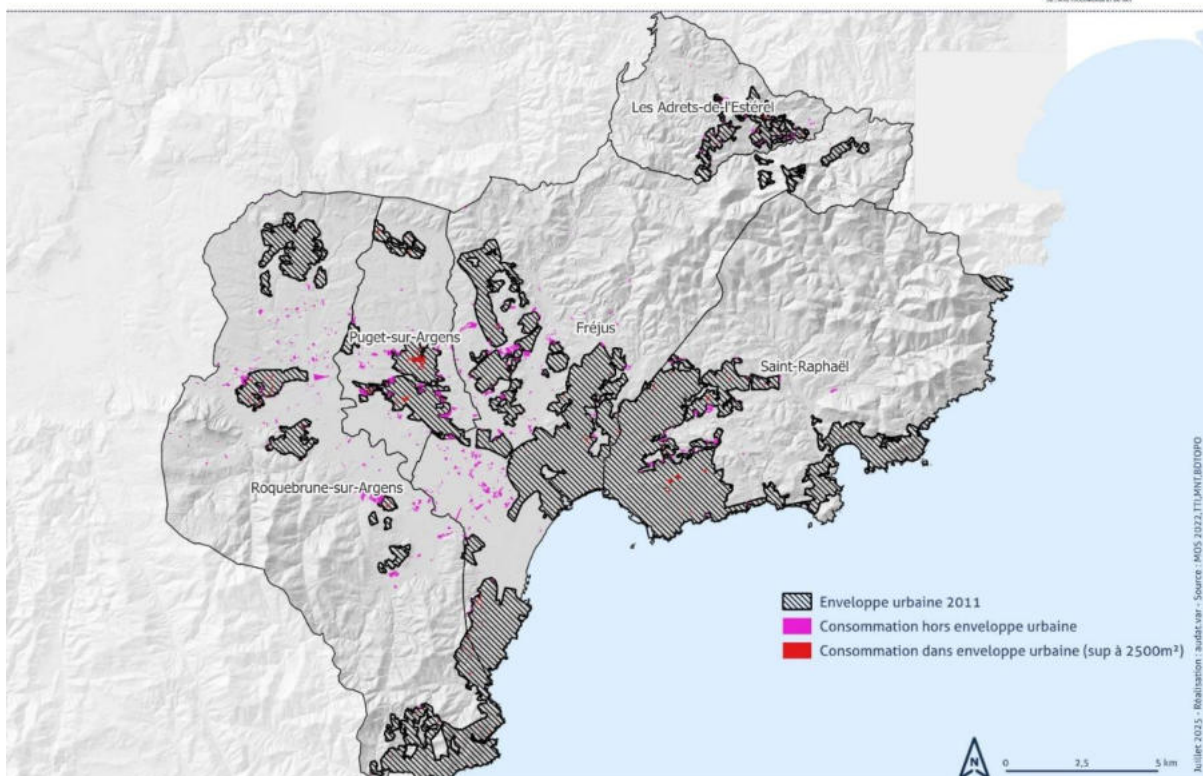 Les Adrets-de-l'Estérel
Puget-sur-Argens
Fréjus
Saint-Raphaël
Roquebrune-sur-Argens
Enveloppe urbaine 2011
Consommation hors enveloppe urbaine
Consommation dans enveloppe urbaine (sup à 2500m²)
N
0 2,5 5 km
Juillet 2025 - Réalisation : audat.var - Source : MOS 2022,TTI,MNT,BDTOPO